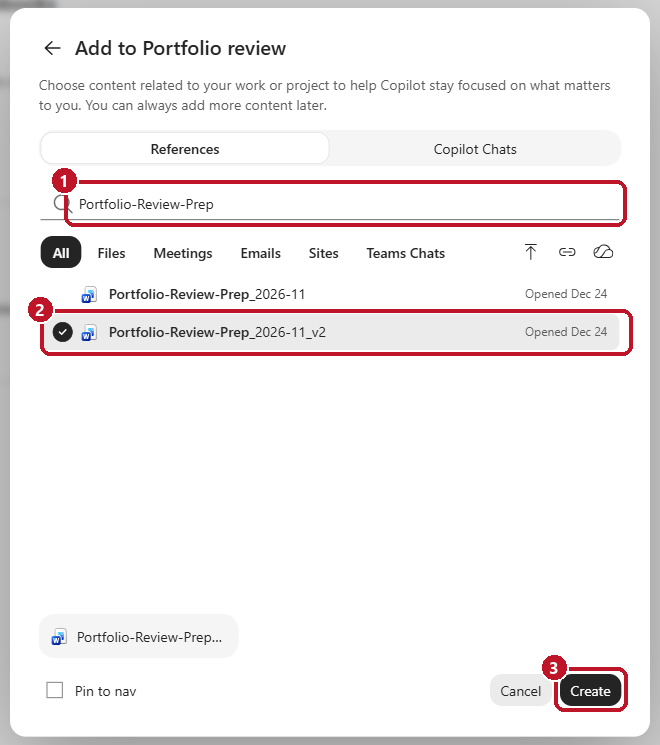 Add to Portfolio review
Choose content related to your work or project to help Copilot stay focused on what matters
to you. You can always add more content later.
References
Copilot Chats
1
Portfolio-Review-Prep
All
Files
Meetings
Emails
Sites
Teams Chats
Portfolio-Review-Prep_2026-11
Opened Dec 24
2
Portfolio-Review-Prep_2026-11_v2
Opened Dec 24
Portfolio-Review-Prep...
Pin to nav
Cancel
3
Create